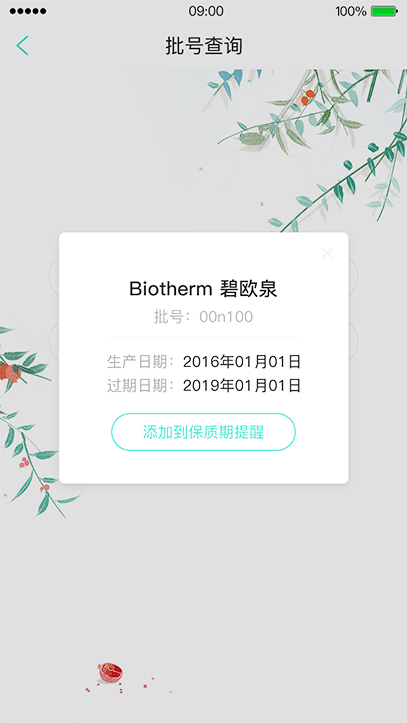 09:00
100%
批号查询
Biotherm 碧欧泉
批号：00n100
生产日期：2016年01月01日
过期日期：2019年01月01日
添加到保质期提醒